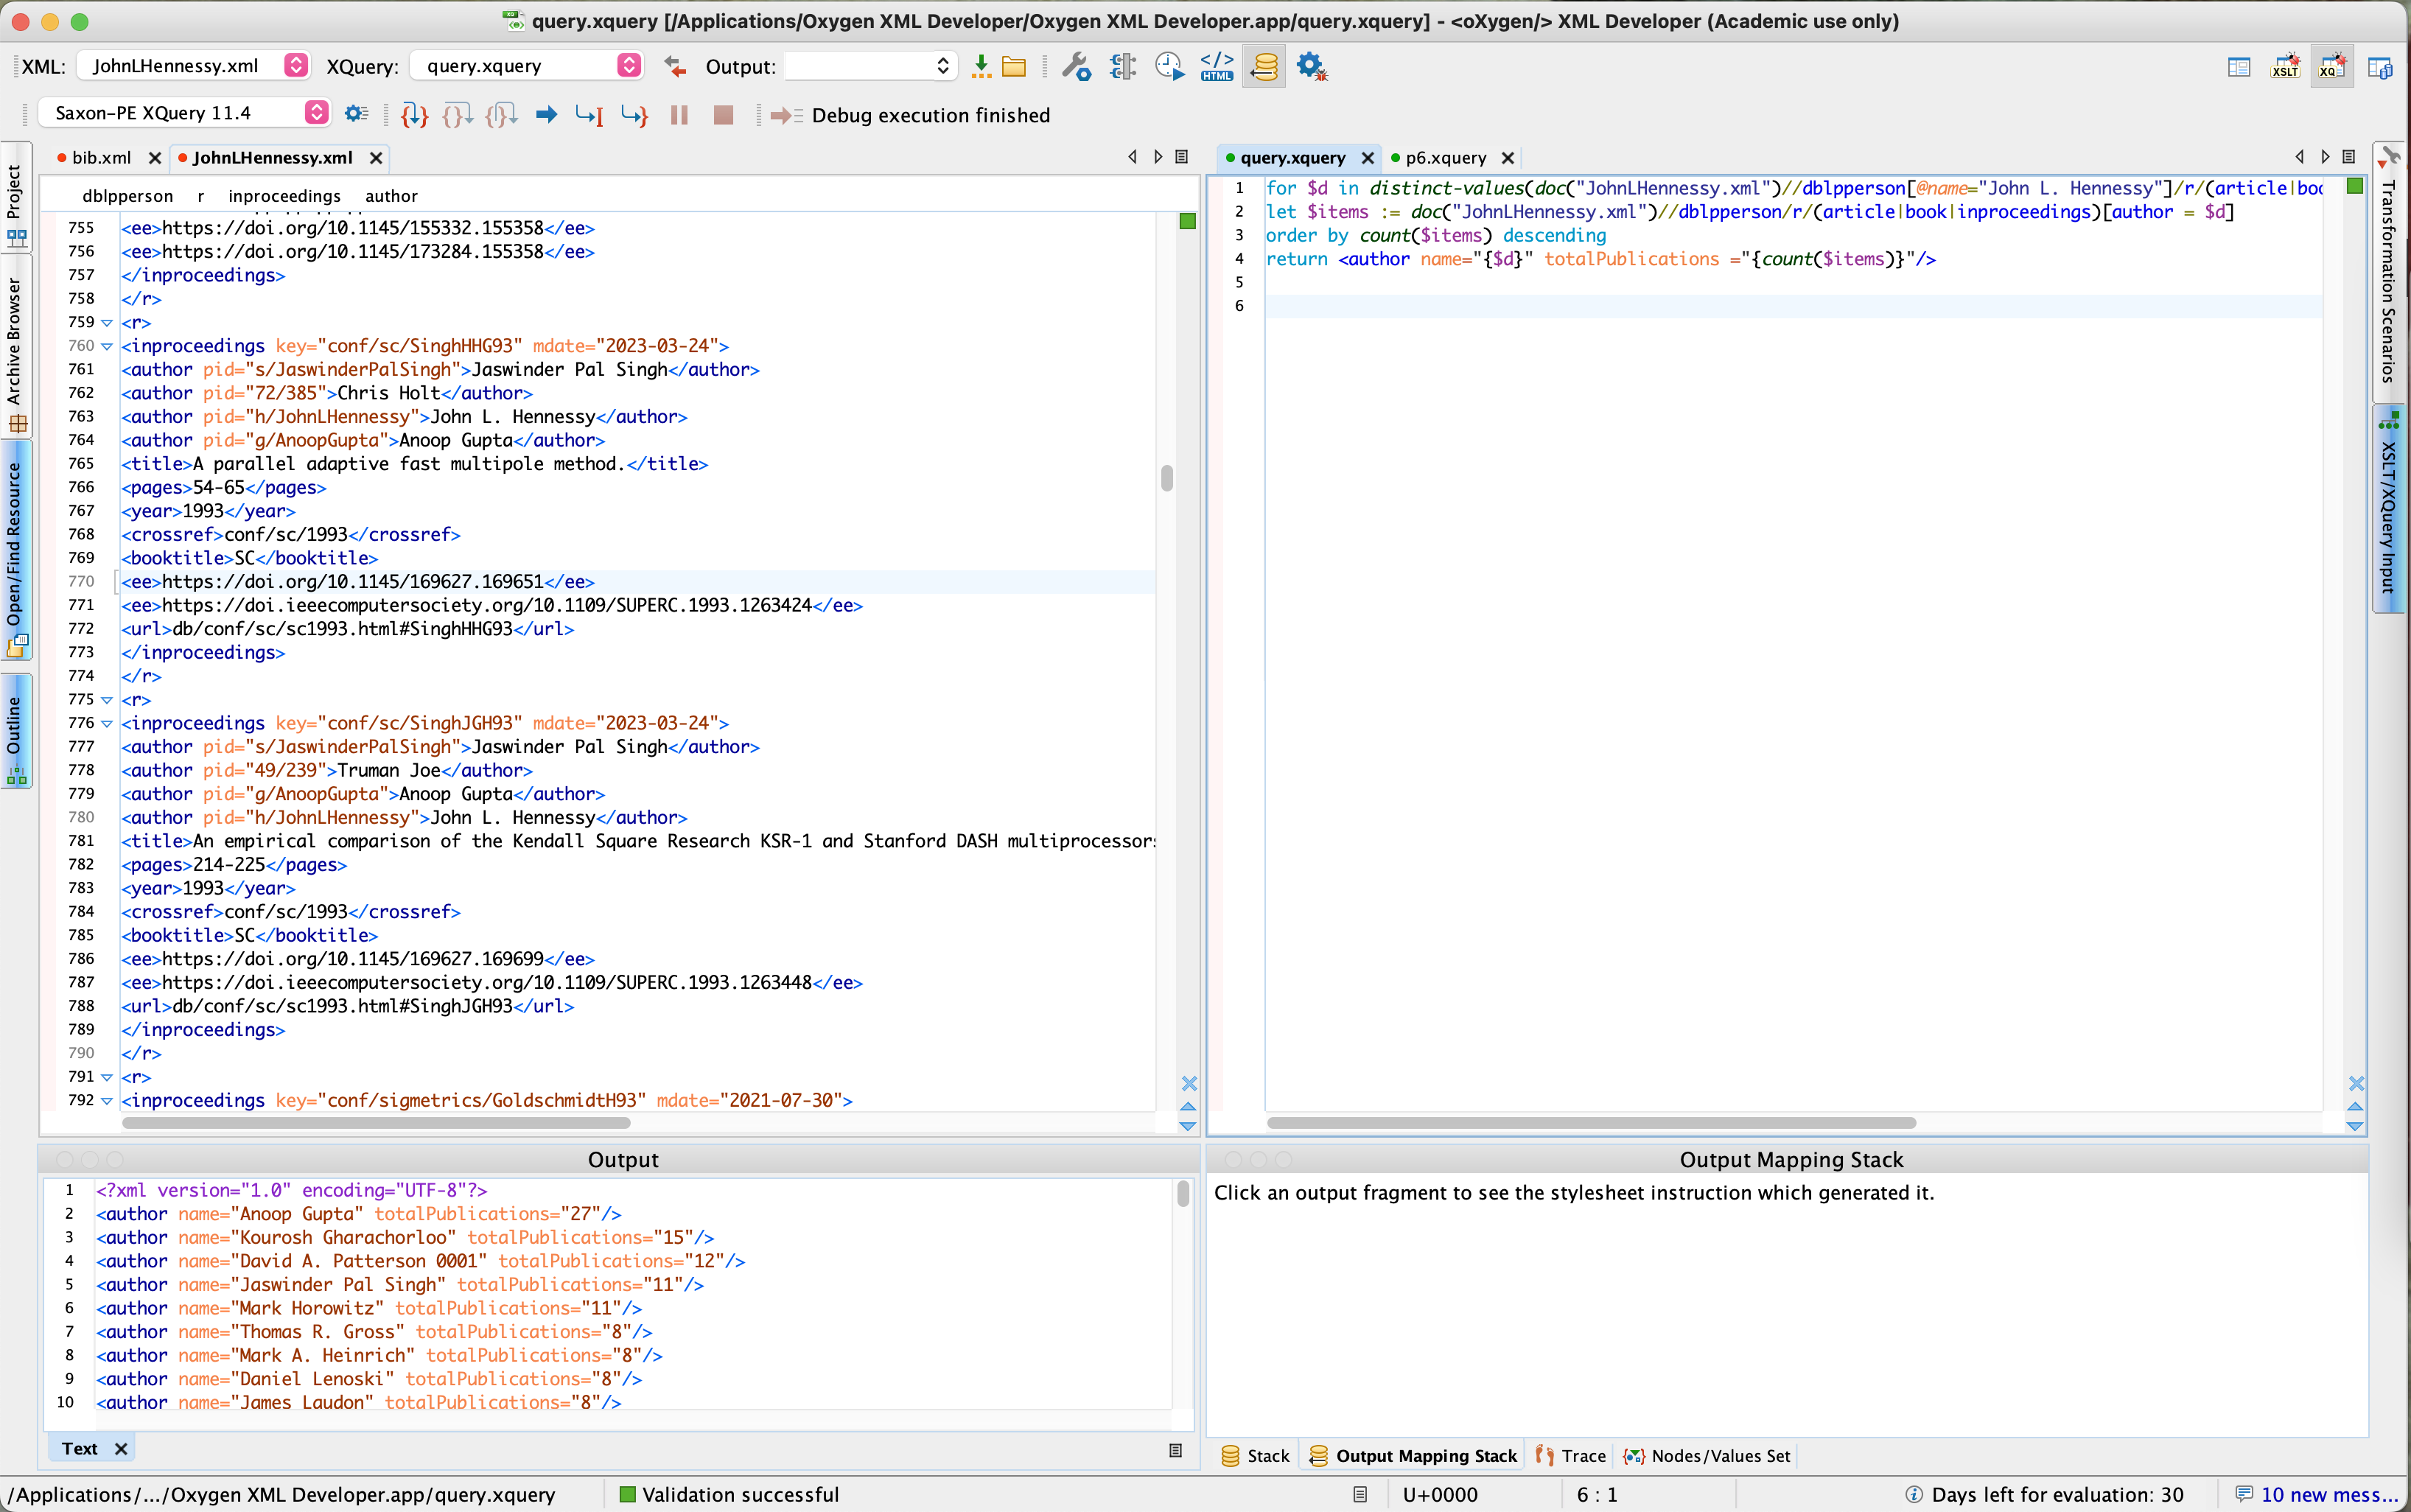 query.xquery [/Applications/Oxygen XML Developer/Oxygen XML Developer.app/query.xquery] - <oXygen/> XML Developer (Academic use only)
XML: JohnLHennessy.xml XQuery: query.xquery Output: HTML XSLT XQ
Saxon-PE XQuery 11.4 Debug execution finished
Project
Archive Browser
Open/Find Resource
Outline
bib.xml JohnLHennessy.xml
dblpperson r inproceedings author
755 <ee>https://doi.org/10.1145/155332.155358</ee>
756 <ee>https://doi.org/10.1145/173284.155358</ee>
757 </inproceedings>
758 </r>
759 <r>
760 <inproceedings key="conf/sc/SinghHHG93" mdate="2023-03-24">
761 <author pid="s/JaswinderPalSingh">Jaswinder Pal Singh</author>
762 <author pid="72/385">Chris Holt</author>
763 <author pid="h/JohnLHennessy">John L. Hennessy</author>
764 <author pid="g/AnoopGupta">Anoop Gupta</author>
765 <title>A parallel adaptive fast multipole method.</title>
766 <pages>54-65</pages>
767 <year>1993</year>
768 <crossref>conf/sc/1993</crossref>
769 <booktitle>SC</booktitle>
770 <ee>https://doi.org/10.1145/169627.169651</ee>
771 <ee>https://doi.ieeecomputersociety.org/10.1109/SUPERC.1993.1263424</ee>
772 <url>db/conf/sc/sc1993.html#SinghHHG93</url>
773 </inproceedings>
774 </r>
775 <r>
776 <inproceedings key="conf/sc/SinghJGH93" mdate="2023-03-24">
777 <author pid="s/JaswinderPalSingh">Jaswinder Pal Singh</author>
778 <author pid="49/239">Truman Joe</author>
779 <author pid="g/AnoopGupta">Anoop Gupta</author>
780 <author pid="h/JohnLHennessy">John L. Hennessy</author>
781 <title>An empirical comparison of the Kendall Square Research KSR-1 and Stanford DASH multiprocessors
782 <pages>214-225</pages>
783 <year>1993</year>
784 <crossref>conf/sc/1993</crossref>
785 <booktitle>SC</booktitle>
786 <ee>https://doi.org/10.1145/169627.169699</ee>
787 <ee>https://doi.ieeecomputersociety.org/10.1109/SUPERC.1993.1263448</ee>
788 <url>db/conf/sc/sc1993.html#SinghJGH93</url>
789 </inproceedings>
790 </r>
791 <r>
792 <inproceedings key="conf/sigmetrics/GoldschmidtH93" mdate="2021-07-30">
query.xquery p6.xquery
1 for $d in distinct-values(doc("JohnLHennessy.xml")//dblpperson[@name="John L. Hennessy"]/r/(article|boo
2 let $items := doc("JohnLHennessy.xml")//dblpperson/r/(article|book|inproceedings)[author = $d]
3 order by count($items) descending
4 return <author name="{$d}" totalPublications ="{count($items)}"/>
5
6
Transformation Scenarios
XSLT/XQuery Input
Output
1 <?xml version="1.0" encoding="UTF-8"?>
2 <author name="Anoop Gupta" totalPublications="27"/>
3 <author name="Kourosh Gharachorloo" totalPublications="15"/>
4 <author name="David A. Patterson 0001" totalPublications="12"/>
5 <author name="Jaswinder Pal Singh" totalPublications="11"/>
6 <author name="Mark Horowitz" totalPublications="11"/>
7 <author name="Thomas R. Gross" totalPublications="8"/>
8 <author name="Mark A. Heinrich" totalPublications="8"/>
9 <author name="Daniel Lenoski" totalPublications="8"/>
10 <author name="James Laudon" totalPublications="8"/>
Text
Output Mapping Stack
Click an output fragment to see the stylesheet instruction which generated it.
Stack Output Mapping Stack Trace Nodes/Values Set
/Applications/.../Oxygen XML Developer.app/query.xquery Validation successful U+0000 6 : 1 Days left for evaluation: 30 10 new mess...